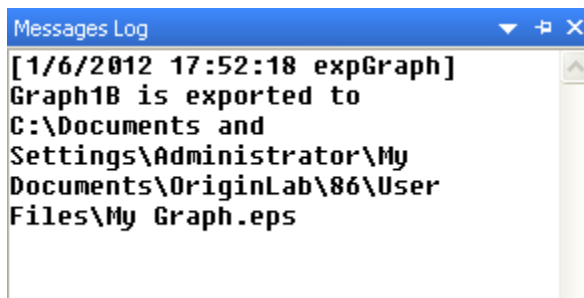 Messages Log
[1/6/2012 17:52:18 expGraph]
Graph1B is exported to
C:\Documents and
Settings\Administrator\My
Documents\OriginLab\86\User
Files\My Graph.eps